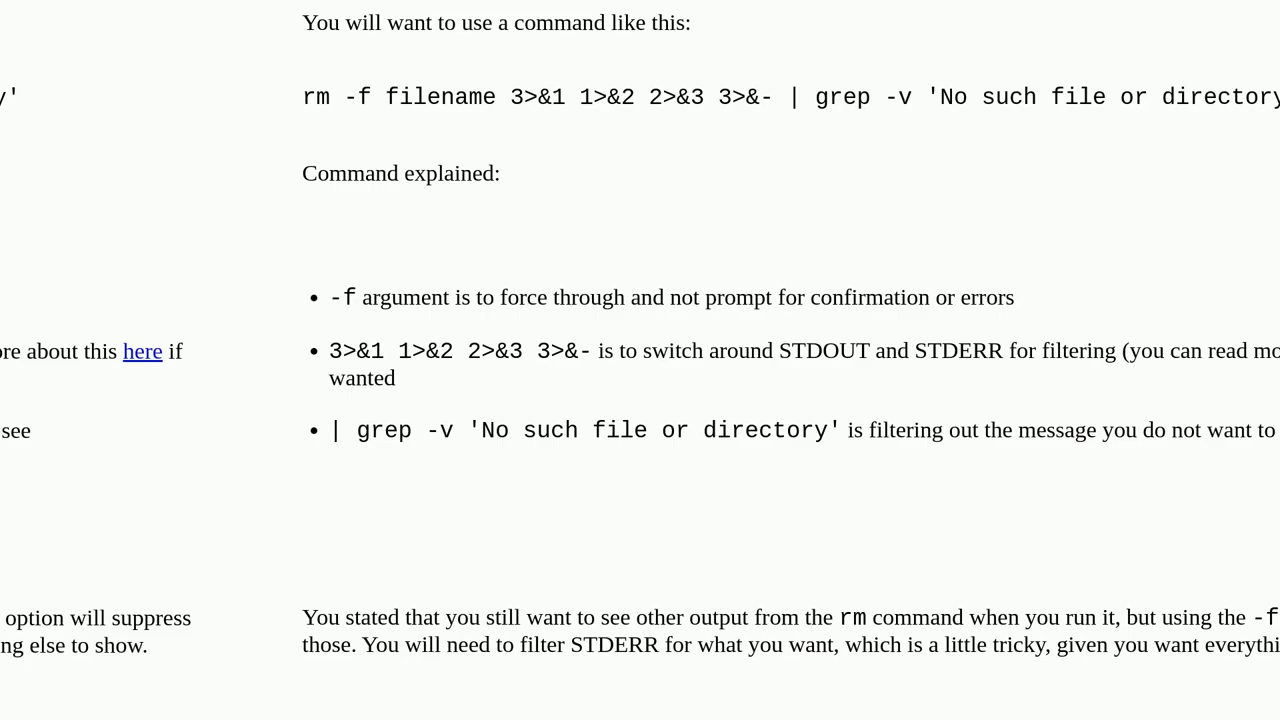 You will want to use a command like this:
rm -f filename 3>&1 1>&2 2>&3 3>&- | grep -v 'No such file or directory'
Command explained:
• -f argument is to force through and not prompt for confirmation or errors
• 3>&1 1>&2 2>&3 3>&- is to switch around STDOUT and STDERR for filtering (you can read more about this here if
wanted
• | grep -v 'No such file or directory' is filtering out the message you do not want to see
You stated that you still want to see other output from the rm command when you run it, but using the -f option will suppress
those. You will need to filter STDERR for what you want, which is a little tricky, given you want everything else to show.